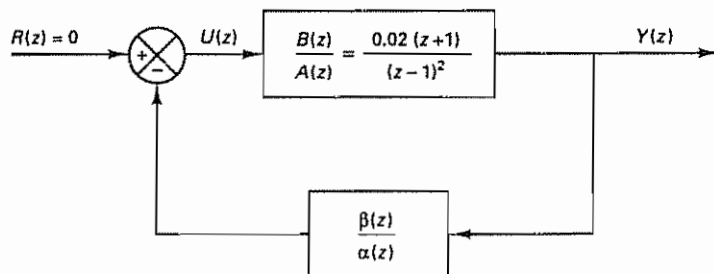 R(z) = 0
U(z)
+
−
B(z)/A(z) = 0.02 (z+1)/(z−1)²
Y(z)
β(z)/α(z)